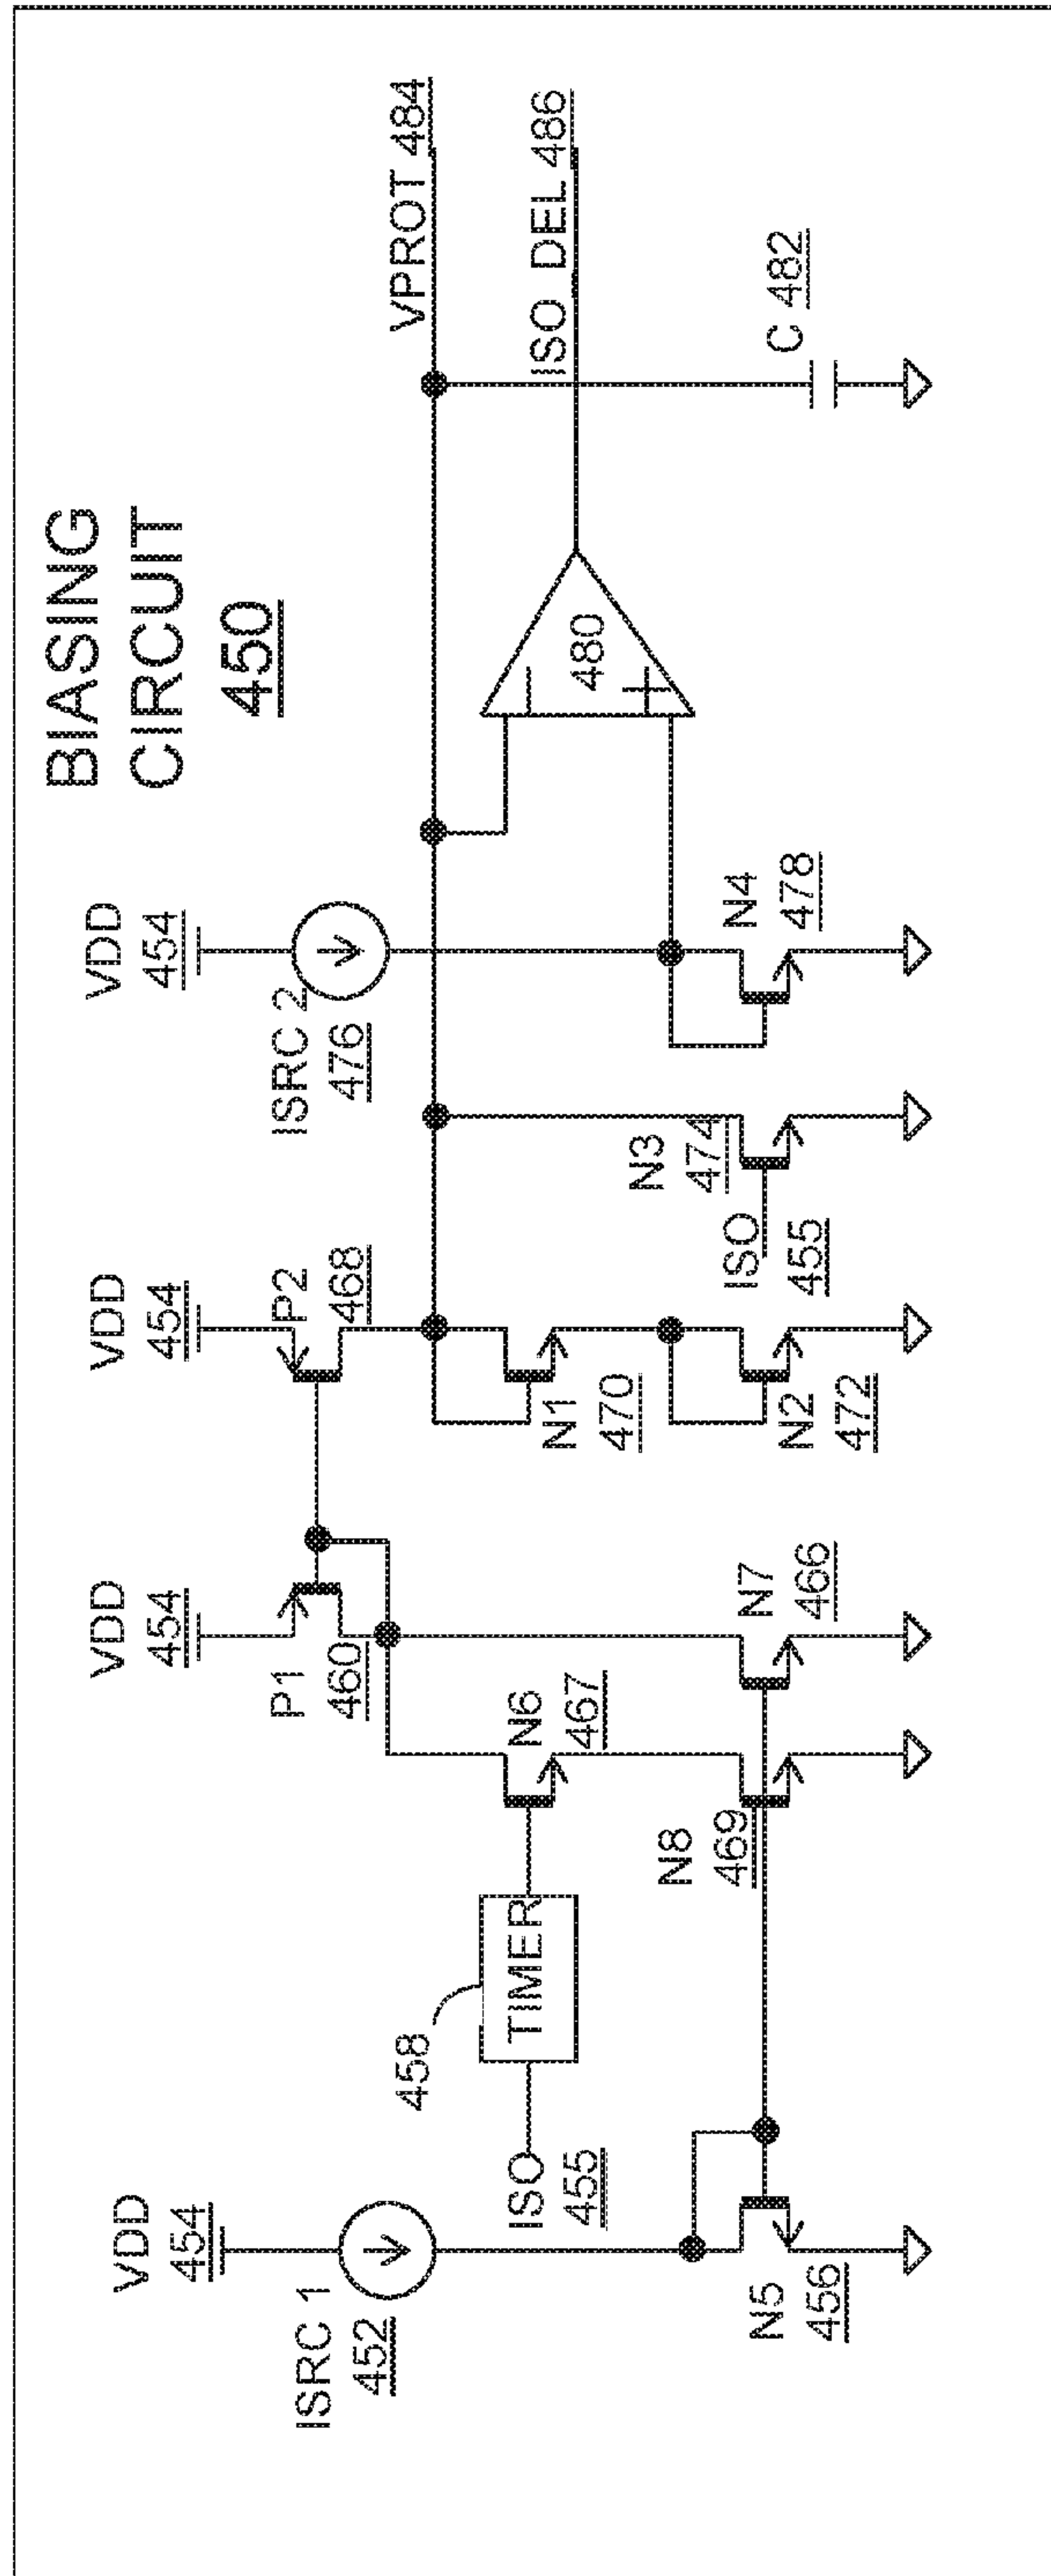 BIASING
CIRCUIT
450
VDD
454
ISRC 1
452
N5
456
ISO
455
458
TIMER
N8
469
N6
467
VDD
454
P1
460
N7
466
VDD
454
P2
468
N1
470
N2
472
ISO
455
N3
474
VDD
454
ISRC 2
476
N4
478
480
VPROT 484
ISO DEL 486
C 482